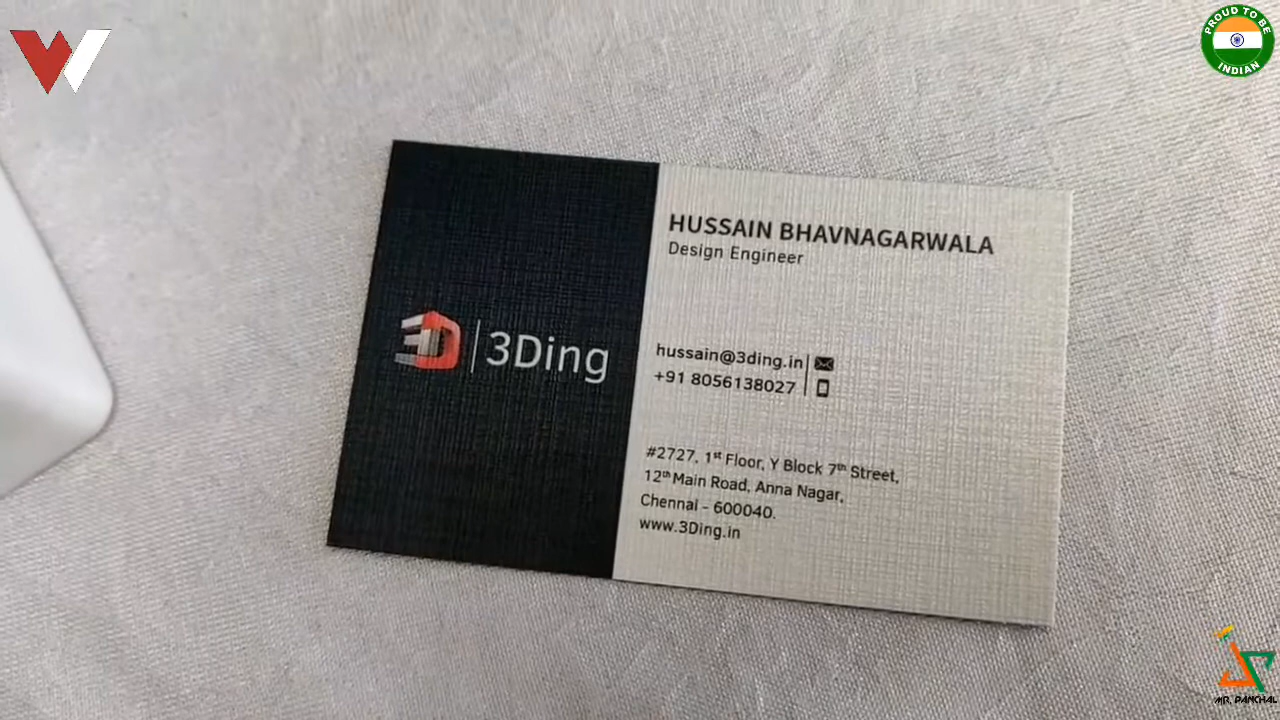 PROUD TO BE
INDIAN
3Ding
HUSSAIN BHAVNAGARWALA
Design Engineer
hussain@3ding.in
+91 8056138027
#2727, 1st Floor, Y Block 7th Street,
12th Main Road, Anna Nagar,
Chennai - 600040.
www.3Ding.in
MR. PANCHAL